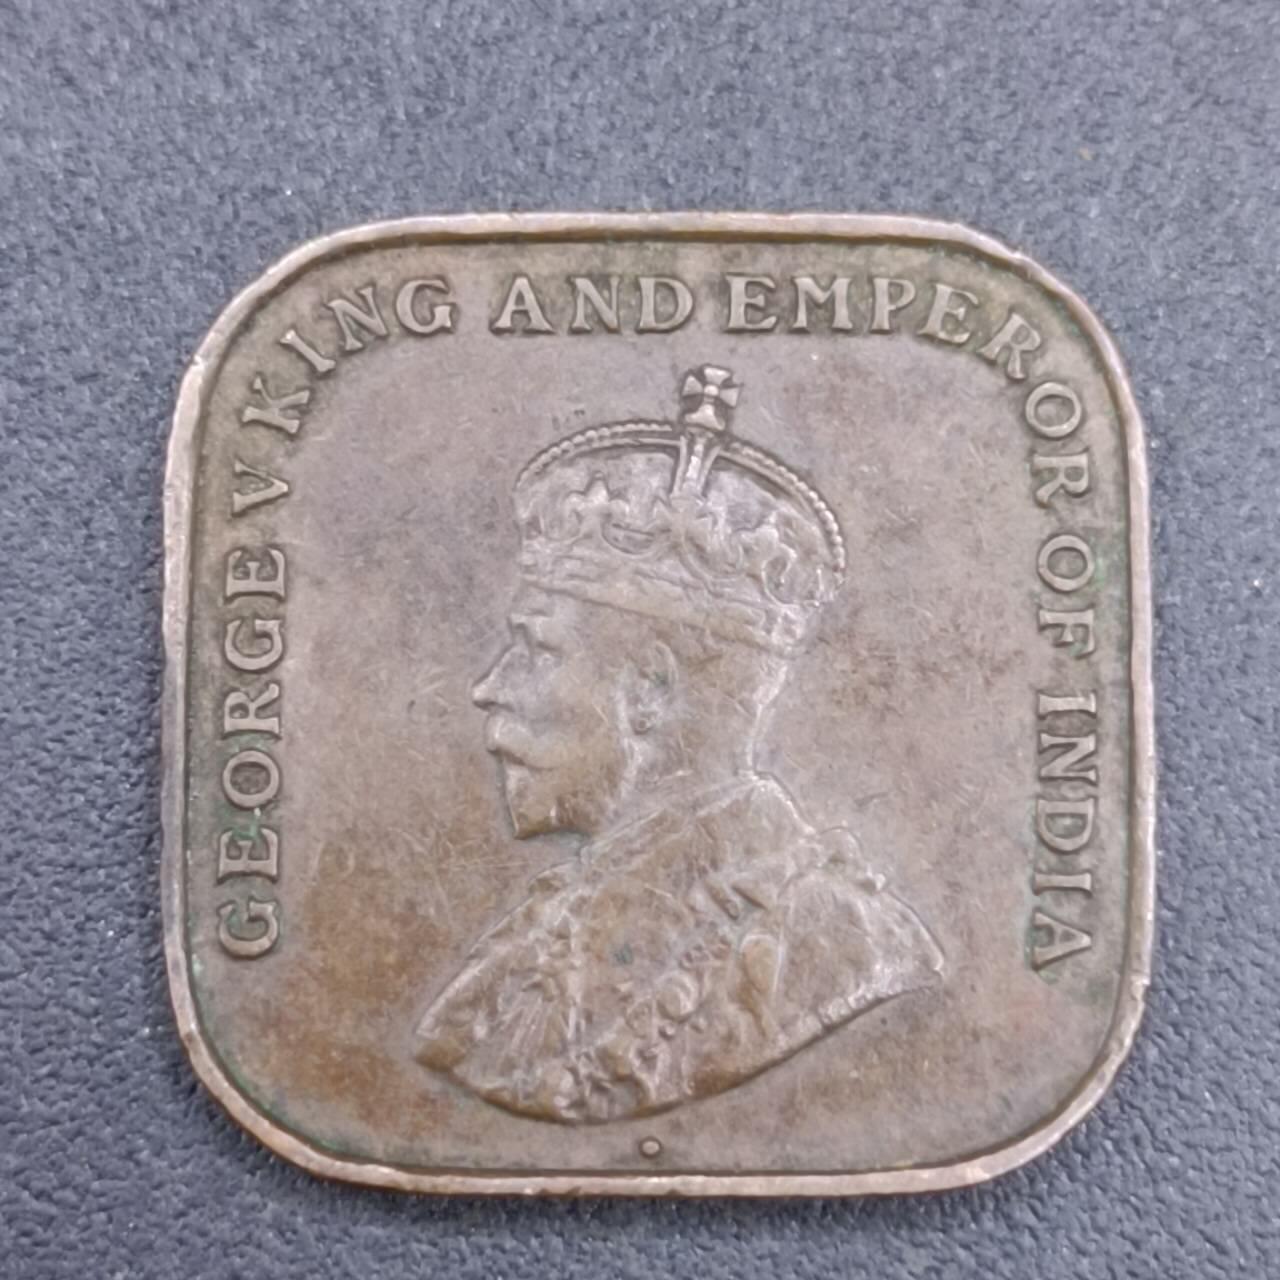 GEORGE V KING AND EMPEROR OF INDIA